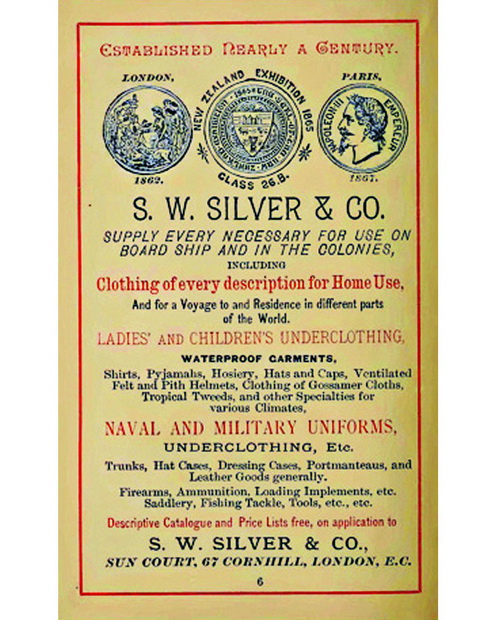 ESTABLISHED NEARLY A CENTURY.
LONDON,
1862.
NEW ZEALAND EXHIBITION 1865
CLASS 26.B.
PARIS,
NAPOLEON III EMPEREUR
1867.
S. W. SILVER & CO.
SUPPLY EVERY NECESSARY FOR USE ON
BOARD SHIP AND IN THE COLONIES,
INCLUDING
Clothing of every description for Home Use,
And for a Voyage to and Residence in different parts
of the World.
LADIES' AND CHILDREN'S UNDERCLOTHING,
WATERPROOF GARMENTS,
Shirts, Pyjamahs, Hosiery, Hats and Caps, Ventilated
Felt and Pith Helmets, Clothing of Gossamer Cloths,
Tropical Tweeds, and other Specialties for
various Climates,
NAVAL AND MILITARY UNIFORMS,
UNDERCLOTHING, Etc.
Trunks, Hat Cases, Dressing Cases, Portmanteaus, and
Leather Goods generally.
Firearms, Ammunition, Loading Implements, etc.
Saddlery, Fishing Tackle, Tools, etc., etc.
Descriptive Catalogue and Price Lists free, on application to
S. W. SILVER & CO.,
SUN COURT, 67 CORNHILL, LONDON, E.C.
6